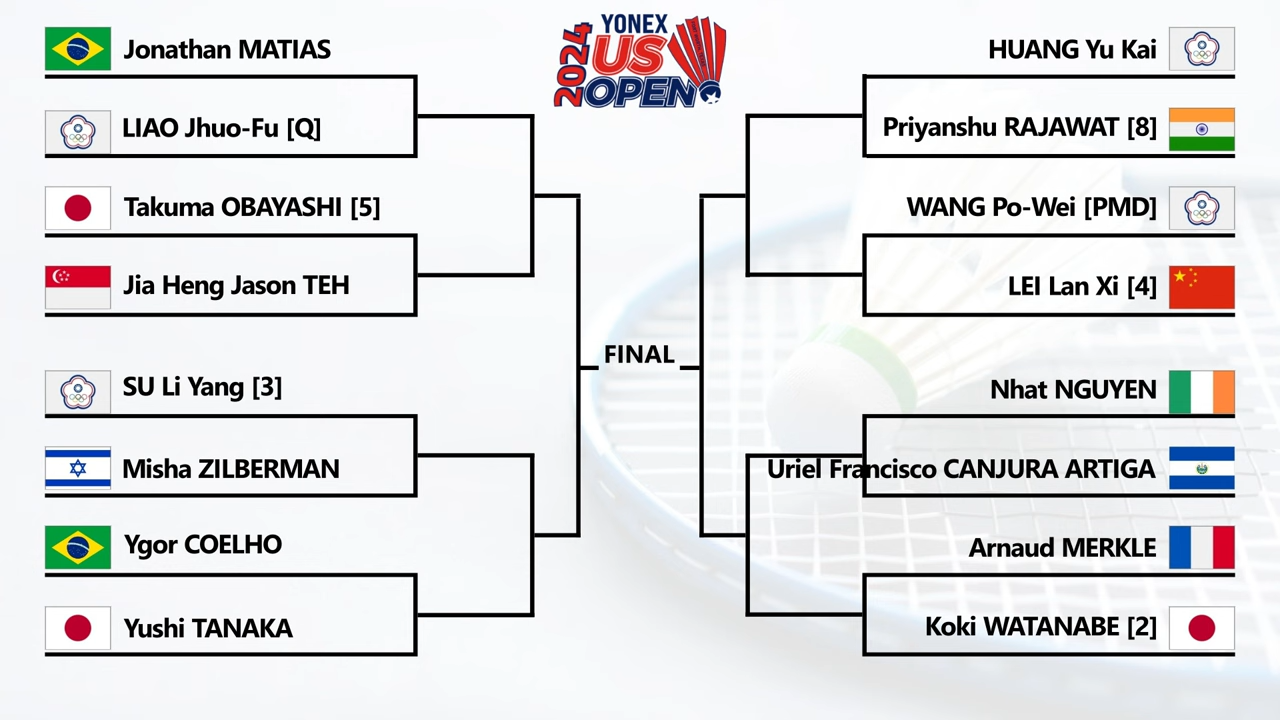 YONEX
2024
US
OPEN
Jonathan MATIAS
LIAO Jhuo-Fu [Q]
Takuma OBAYASHI [5]
Jia Heng Jason TEH
SU Li Yang [3]
Misha ZILBERMAN
Ygor COELHO
Yushi TANAKA
FINAL
HUANG Yu Kai
Priyanshu RAJAWAT [8]
WANG Po-Wei [PMD]
LEI Lan Xi [4]
Nhat NGUYEN
Uriel Francisco CANJURA ARTIGA
Arnaud MERKLE
Koki WATANABE [2]